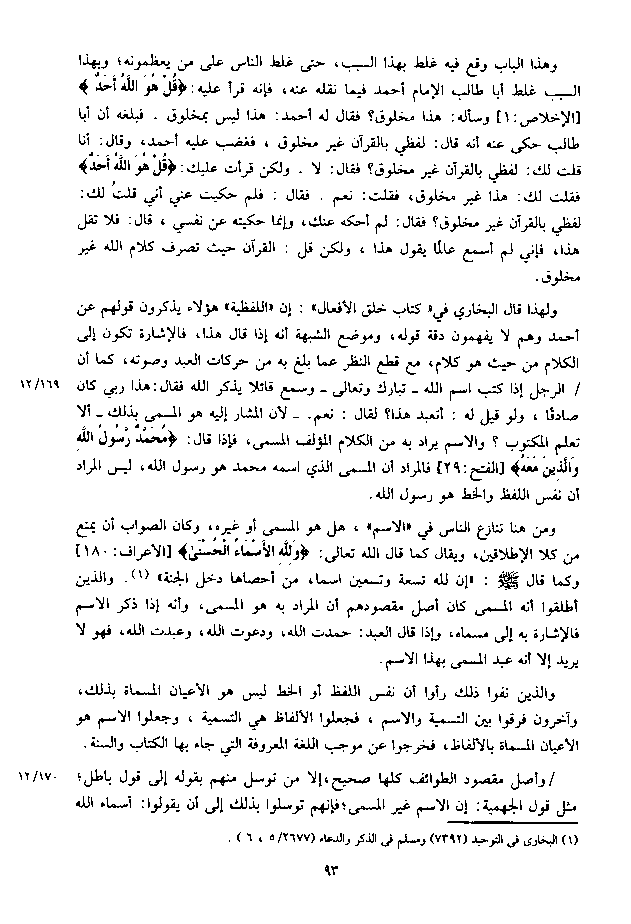 وهذا الباب وقع فيه غلط بهذا السبب، حتى غلط الناس على من يعظمونه؛ وبهذا
السبب غلط أبا طالب الإمام أحمد فيما نقله عنه، فإنه قرأ عليه: ﴿قُلْ هُوَ اللَّهُ أَحَدٌ ﴾
[الإخلاص: ١] وسأله: هذا مخلوق؟ فقال له أحمد: هذا ليس بمخلوق . فبلغه أن أبا
طالب حكى عنه أنه قال: لفظي بالقرآن غير مخلوق ، فغضب عليه أحمد، وقال: أنا
قلت لك: لفظي بالقرآن غير مخلوق؟ فقال: لا . ولكن قرأت عليك: ﴿قُلْ هُوَ اللَّهُ أَحَدٌ﴾
فقلت لك: هذا غير مخلوق، فقلت: نعم . فقال : فلم حكيت عني أني قلتُ لك:
لفظي بالقرآن غير مخلوق؟ فقال: لم أحكه عنك، وإنما حكيته عن نفسي ، قال: فلا تقل
هذا، فإني لم أسمع عالمًا يقول هذا ، ولكن قل : القرآن حيث تصرف كلام الله غير
مخلوق.
ولهذا قال البخاري في« كتاب خلق الأفعال» : إن «اللفظية» هؤلاء يذكرون قولهم عن
أحمد وهم لا يفهمون دقة قوله، وموضع الشبهة أنه إذا قال هذا، فالإشارة تكون إلى
الكلام من حيث هو كلام، مع قطع النظر عما بلغ به من حركات العبد وصوته، كما أن
١٢/١٦٩ / الرجل إذا كتب اسم الله ـ تبارك وتعالى ـ وسمع قائلا يذكر الله فقال: هذا ربي كان
صادقًا ، ولو قيل له : أتعبد هذا؟ لقال : نعم. ـ لأن المشار إليه هو المسمى بذلك ـ ألا
تعلم المكتوب ؟ والاسم يراد به من الكلام المؤلف المسمى، فإذا قال: ﴿مُحَمَّدٌ رَّسُولُ اللَّهِ
وَالَّذِينَ مَعَهُ﴾ [الفتح: ٢٩] فالمراد أن المسمى الذي اسمه محمد هو رسول الله، ليس المراد
أن نفس اللفظ والخط هو رسول الله.
ومن هنا تنازع الناس في «الاسم» ، هل هو المسمى أو غيره، وكان الصواب أن يمنع
من كلا الإطلاقين، ويقال كما قال الله تعالى: ﴿وَلِلَّهِ الأَسْمَاءُ الْحُسْنَىٰ﴾ [الأعراف: ١٨٠]
وكما قال ﷺ : «إن لله تسعة وتسعين اسما، من أحصاها دخل الجنة» (١). والذين
أطلقوا أنه المسمى كان أصل مقصودهم أن المراد به هو المسمى، وأنه إذا ذكر الاسم
فالإشارة به إلى مسماه، وإذا قال العبد: حمدت الله، ودعوت الله، وعبدت الله، فهو لا
يريد إلا أنه عبد المسمى بهذا الاسم.
والذين نفوا ذلك رأوا أن نفس اللفظ أو الخط ليس هو الأعيان المسماة بذلك،
وآخرون فرقوا بين التسمية والاسم ، فجعلوا الألفاظ هي التسمية ، وجعلوا الاسم هو
الأعيان المسماة بالألفاظ، فخرجوا عن موجب اللغة المعروفة التي جاء بها الكتاب والسنة.
١٢/١٧٠ / وأصل مقصود الطوائف كلها صحيح، إلا من توسل منهم بقوله إلى قول باطل؛
مثل قول الجهمية: إن الاسم غير المسمى؛ فإنهم توسلوا بذلك إلى أن يقولوا: أسماء الله
(١) البخارى فى التوحيد (٧٣٩٢) ومسلم فى الذكر والدعاء (٢٦٧٧/ ٥ ، ٦ ) .
٩٣